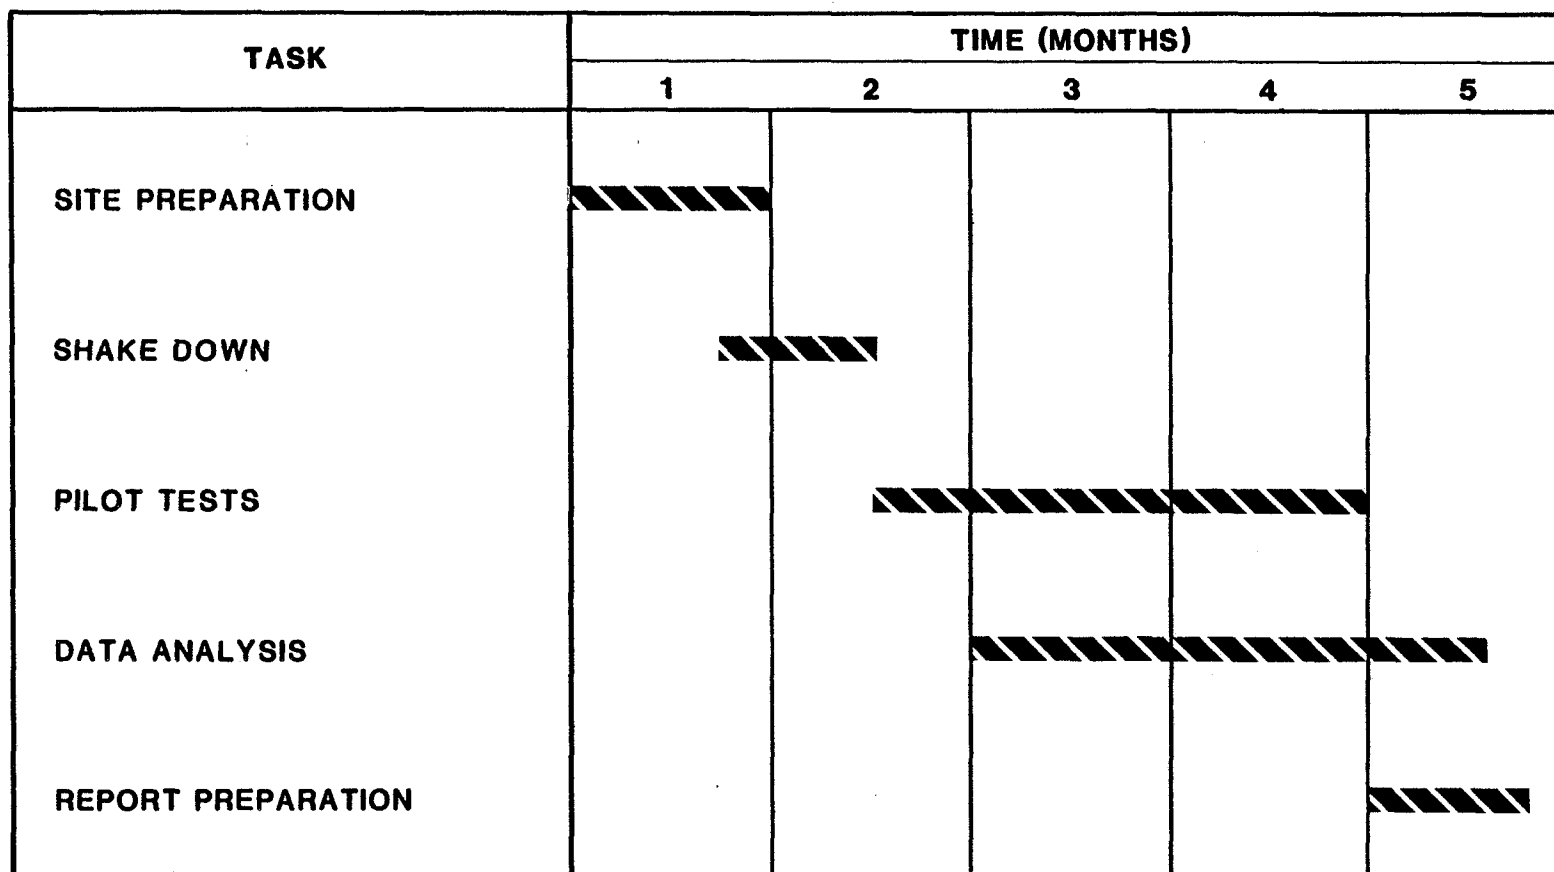 TASK
TIME (MONTHS)
1 2 3 4 5
SITE PREPARATION
SHAKE DOWN
PILOT TESTS
DATA ANALYSIS
REPORT PREPARATION